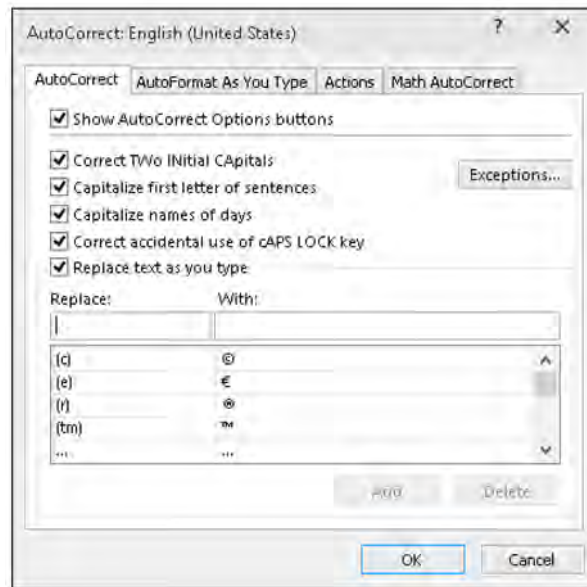 AutoCorrect: English (United States) ? ✕
AutoCorrect AutoFormat As You Type Actions Math AutoCorrect
Show AutoCorrect Options buttons
Correct TWo INitial CApitals
Exceptions...
Capitalize first letter of sentences
Capitalize names of days
Correct accidental use of cAPS LOCK key
Replace text as you type
Replace: With:
(c) ©
(e) €
(r) ®
(tm) ™
... ...
Add Delete
OK Cancel